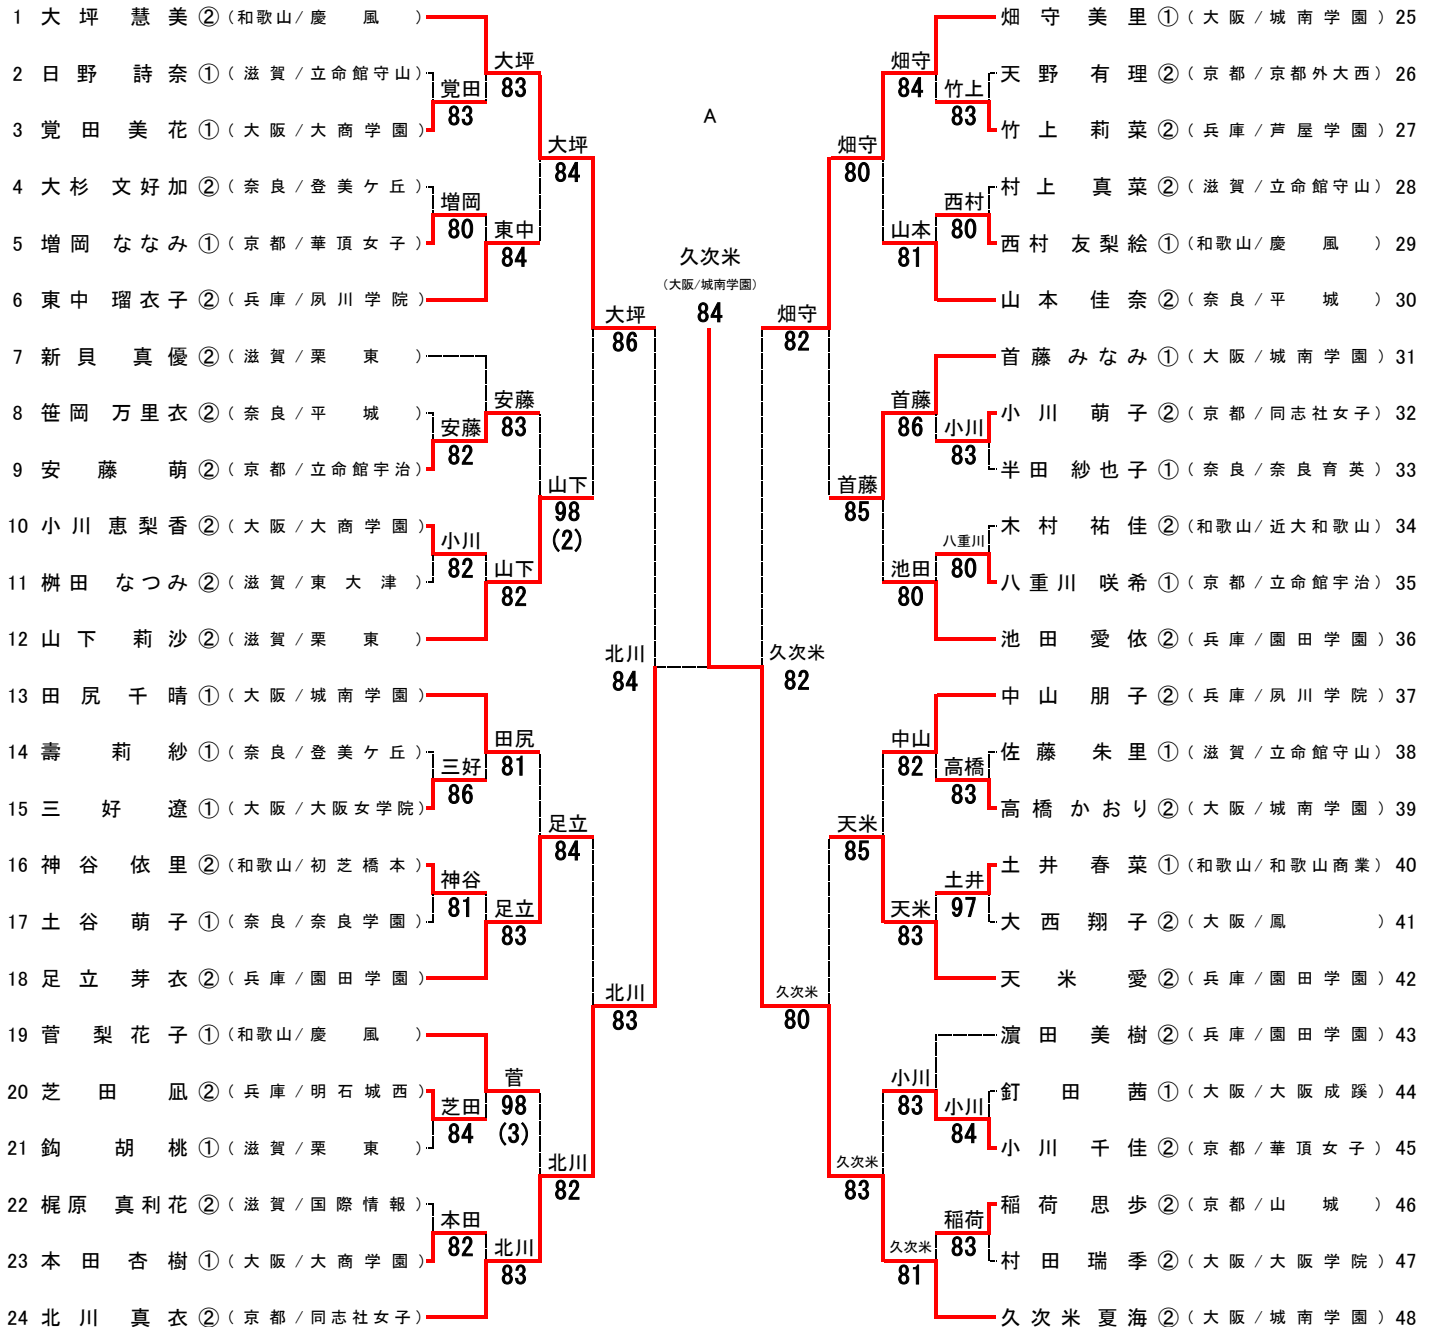 1 大坪 慧美 ② (和歌山/慶風)
2 日野 詩奈 ① (滋賀/立命館守山)
3 覚田 美花 ① (大阪/大商学園)
4 大杉 文好加 ② (奈良/登美ケ丘)
5 増岡 ななみ ① (京都/華頂女子)
6 東中 瑠衣子 ② (兵庫/夙川学院)
7 新貝 真優 ② (滋賀/栗東)
8 笹岡 万里衣 ② (奈良/平城)
9 安藤 萌 ② (京都/立命館宇治)
10 小川 恵梨香 ② (大阪/大商学園)
11 桝田 なつみ ② (滋賀/東大津)
12 山下 莉沙 ② (滋賀/栗東)
13 田尻 千晴 ① (大阪/城南学園)
14 壽 莉紗 ① (奈良/登美ケ丘)
15 三好 遼 ① (大阪/大阪女学院)
16 神谷 依里 ② (和歌山/初芝橋本)
17 土谷 萌子 ① (奈良/奈良学園)
18 足立 芽衣 ② (兵庫/園田学園)
19 菅 梨花子 ① (和歌山/慶風)
20 芝田 凪 ② (兵庫/明石城西)
21 鈎 胡桃 ① (滋賀/栗東)
22 梶原 真利花 ② (滋賀/国際情報)
23 本田 杏樹 ① (大阪/大商学園)
24 北川 真衣 ② (京都/同志社女子)
覚田
83
増岡
80
安藤
82
小川
82
三好
86
神谷
81
芝田
84
本田
82
大坪
83
東中
84
安藤
83
山下
82
田尻
81
足立
83
菅
98
(3)
北川
83
大坪
84
山下
98
(2)
足立
84
北川
82
大坪
86
北川
83
北川
84
A
久次米
(大阪/城南学園)
84
久次米
82
畑守
82
久次米
80
畑守
80
首藤
85
天米
85
久次米
83
畑守
84
山本
81
首藤
86
池田
80
中山
82
天米
83
小川
83
久次米
81
竹上
83
西村
80
小川
83
八重川
80
高橋
83
土井
97
小川
84
稲荷
83
畑守 美里 ① (大阪/城南学園) 25
天野 有理 ② (京都/京都外大西) 26
竹上 莉菜 ② (兵庫/芦屋学園) 27
村上 真菜 ② (滋賀/立命館守山) 28
西村 友梨絵 ① (和歌山/慶風) 29
山本 佳奈 ② (奈良/平城) 30
首藤 みなみ ① (大阪/城南学園) 31
小川 萌子 ② (京都/同志社女子) 32
半田 紗也子 ① (奈良/奈良育英) 33
木村 祐佳 ② (和歌山/近大和歌山) 34
八重川 咲希 ① (京都/立命館宇治) 35
池田 愛依 ② (兵庫/園田学園) 36
中山 朋子 ② (兵庫/夙川学院) 37
佐藤 朱里 ① (滋賀/立命館守山) 38
高橋 かおり ② (大阪/城南学園) 39
土井 春菜 ① (和歌山/和歌山商業) 40
大西 翔子 ② (大阪/鳳) 41
天米 愛 ② (兵庫/園田学園) 42
濵田 美樹 ② (兵庫/園田学園) 43
釘田 茜 ① (大阪/大阪成蹊) 44
小川 千佳 ② (京都/華頂女子) 45
稲荷 思歩 ② (京都/山城) 46
村田 瑞季 ② (大阪/大阪学院) 47
久次米 夏海 ② (大阪/城南学園) 48